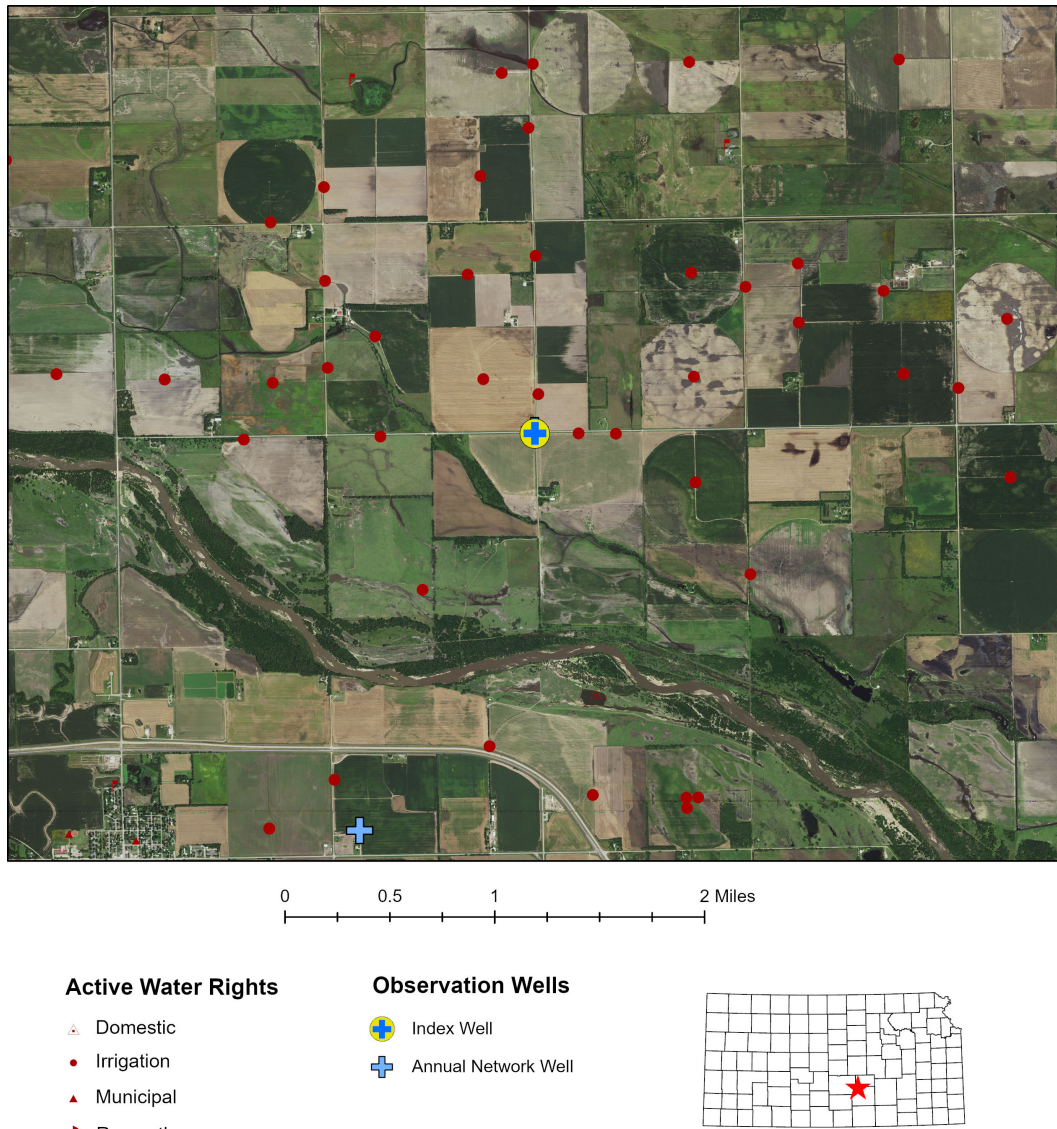 0 0.5 1 2 Miles
Active Water Rights
Domestic
Irrigation
Municipal
Observation Wells
Index Well
Annual Network Well